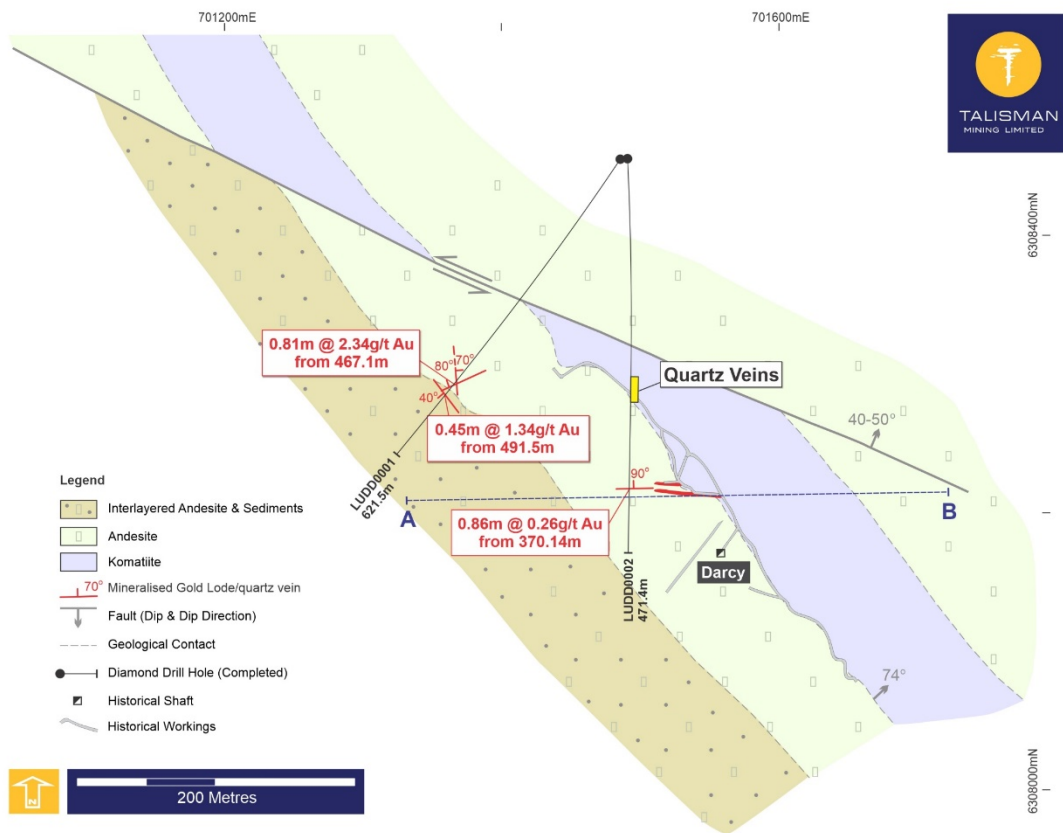 701200mE
701600mE
TALISMAN
MINING LIMITED
6308400mN
0.81m @ 2.34g/t Au
from 467.1m
80°
70°
40°
Quartz Veins
0.45m @ 1.34g/t Au
from 491.5m
40-50°
LUDD0001
621.5m
A
90°
B
0.86m @ 0.26g/t Au
from 370.14m
LUDD0002
471.4m
Darcy
74°
Legend
Interlayered Andesite & Sediments
Andesite
Komatiite
70°
Mineralised Gold Lode/quartz vein
Fault (Dip & Dip Direction)
Geological Contact
Diamond Drill Hole (Completed)
Historical Shaft
Historical Workings
N
200 Metres
6308000mN